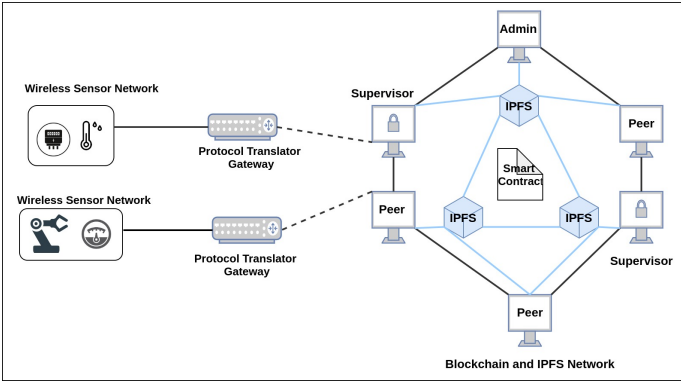 Admin
Wireless Sensor Network
Supervisor
IPFS
Peer
Protocol Translator
Gateway
Smart
Contract
Wireless Sensor Network
Peer
IPFS
IPFS
Protocol Translator
Gateway
Supervisor
Peer
Blockchain and IPFS Network